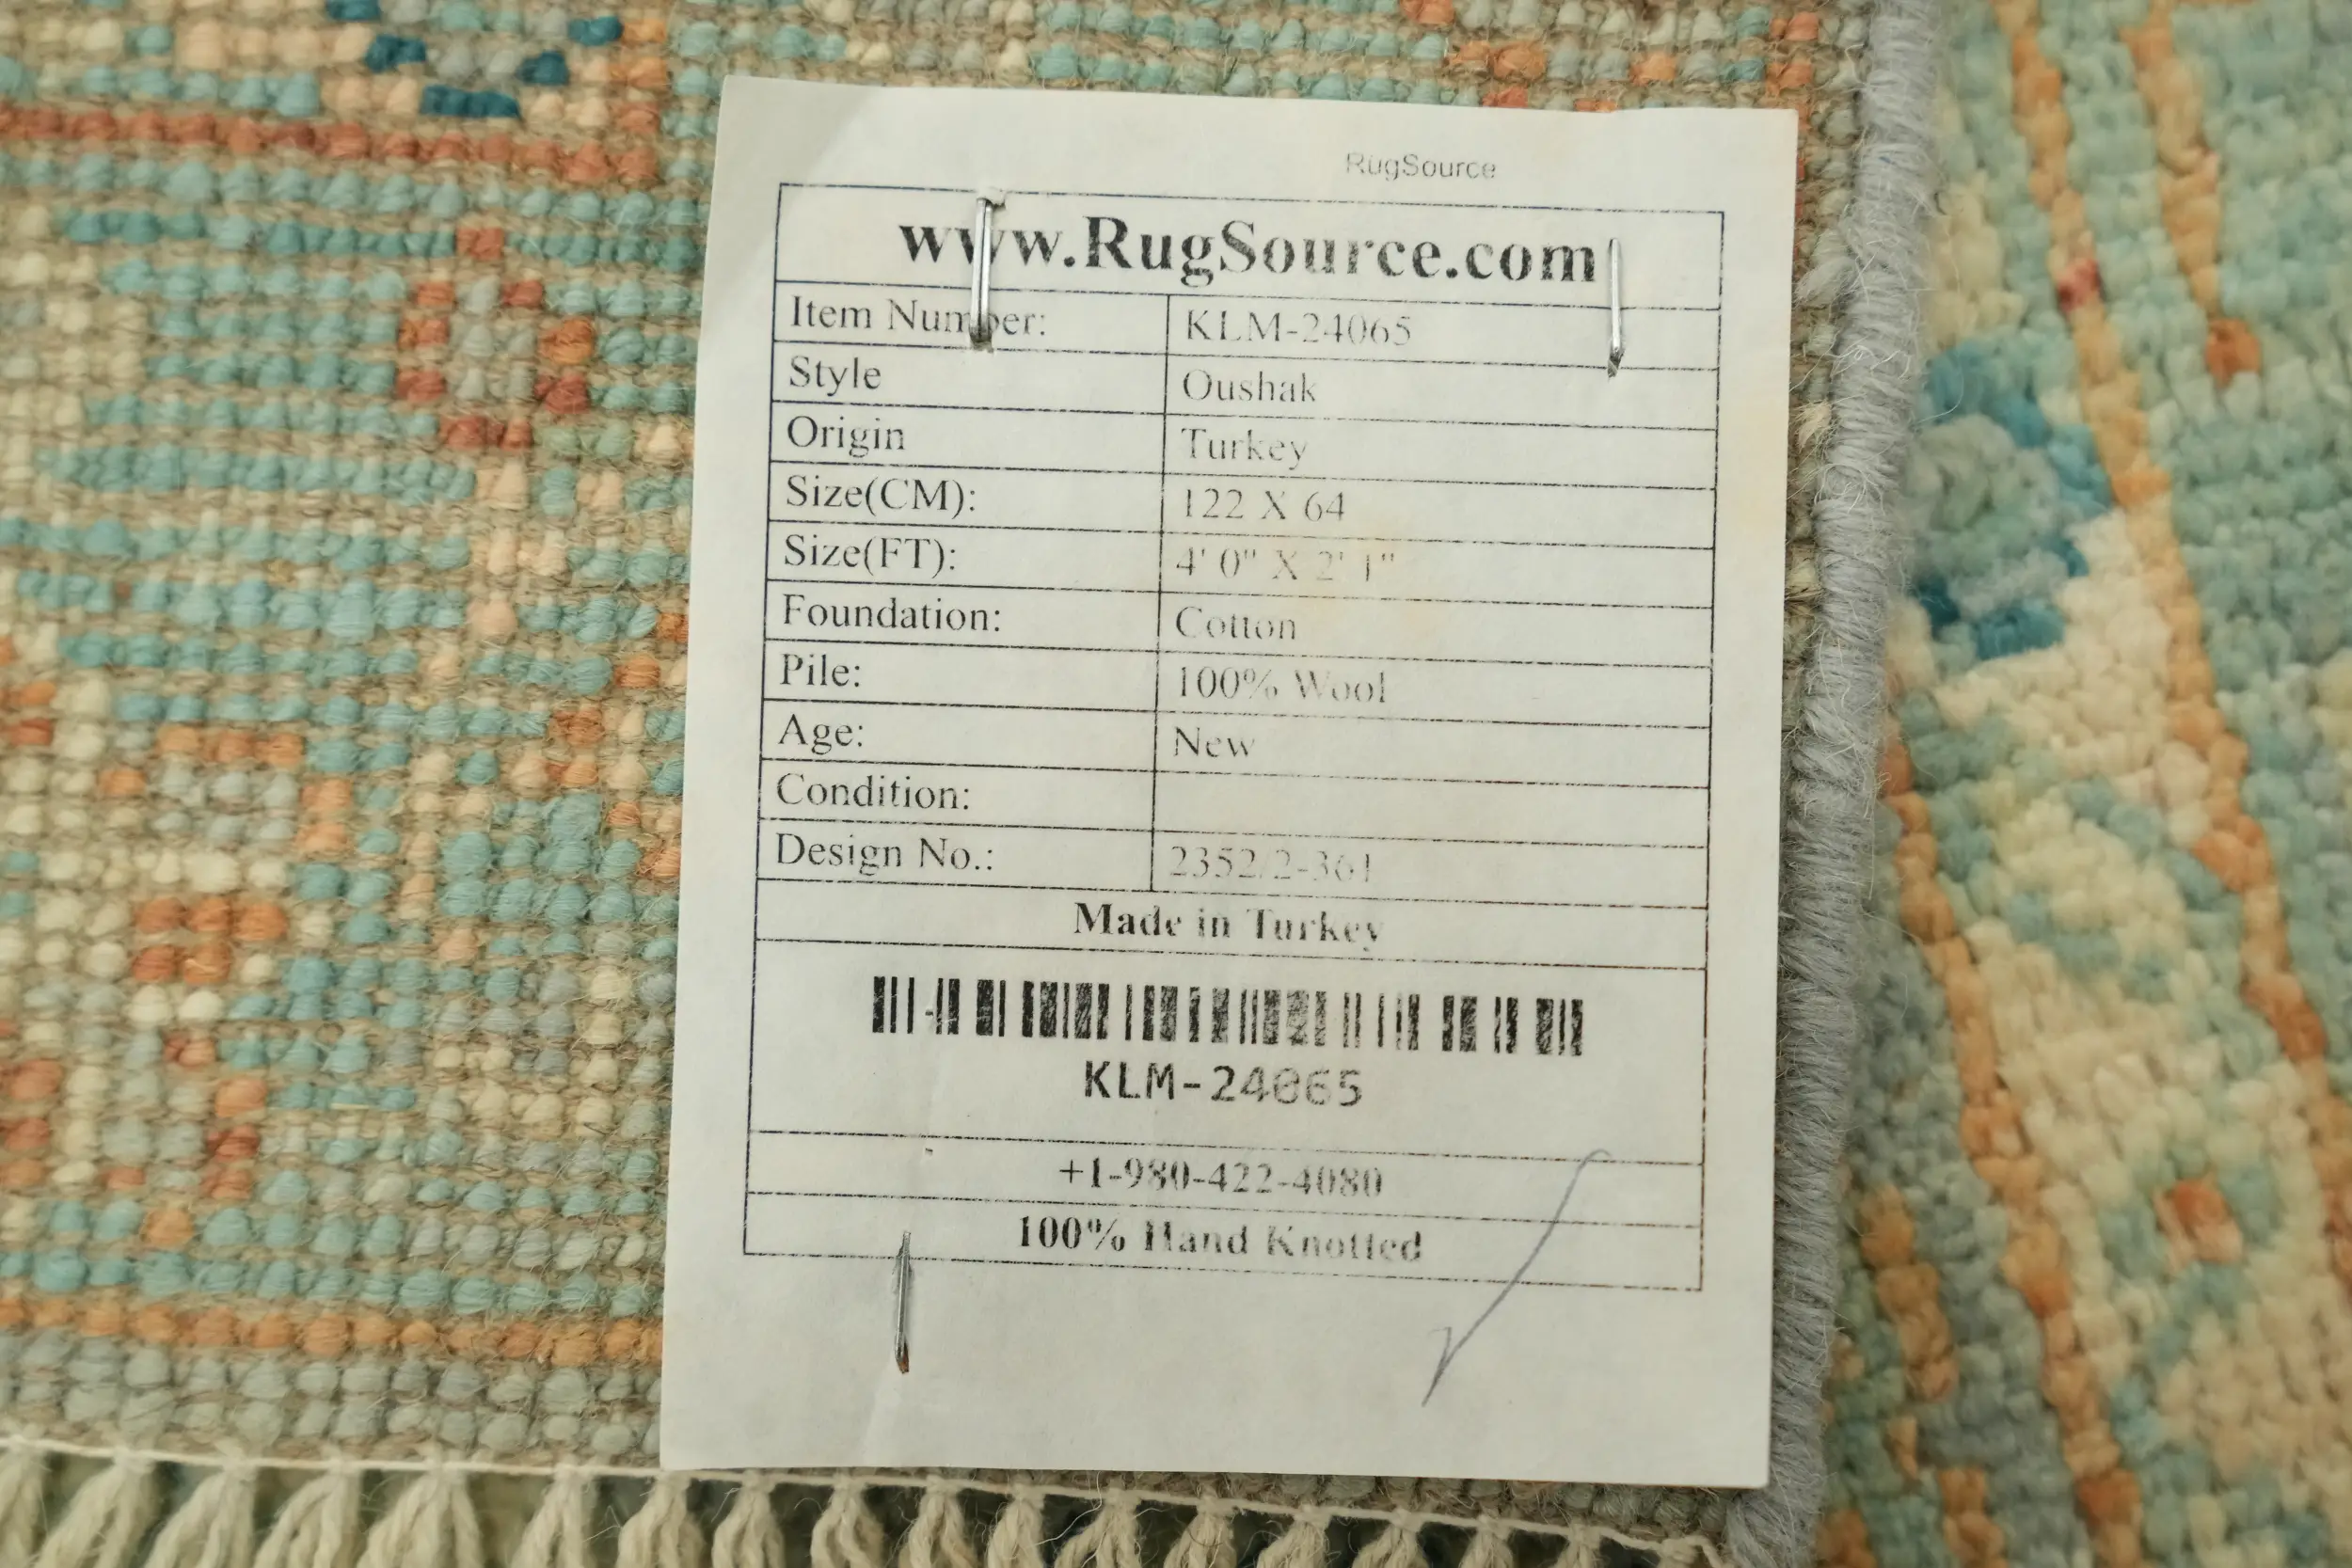 RugSource
www.RugSource.com
Item Number: KLM-24065
Style Oushak
Origin Turkey
Size(CM): 122 X 64
Size(FT): 4' 0" X 2' 1"
Foundation: Cotton
Pile: 100% Wool
Age: New
Condition:
Design No.: 2352/2-361
Made in Turkey
KLM-24065
+1-980-422-4080
100% Hand Knotted